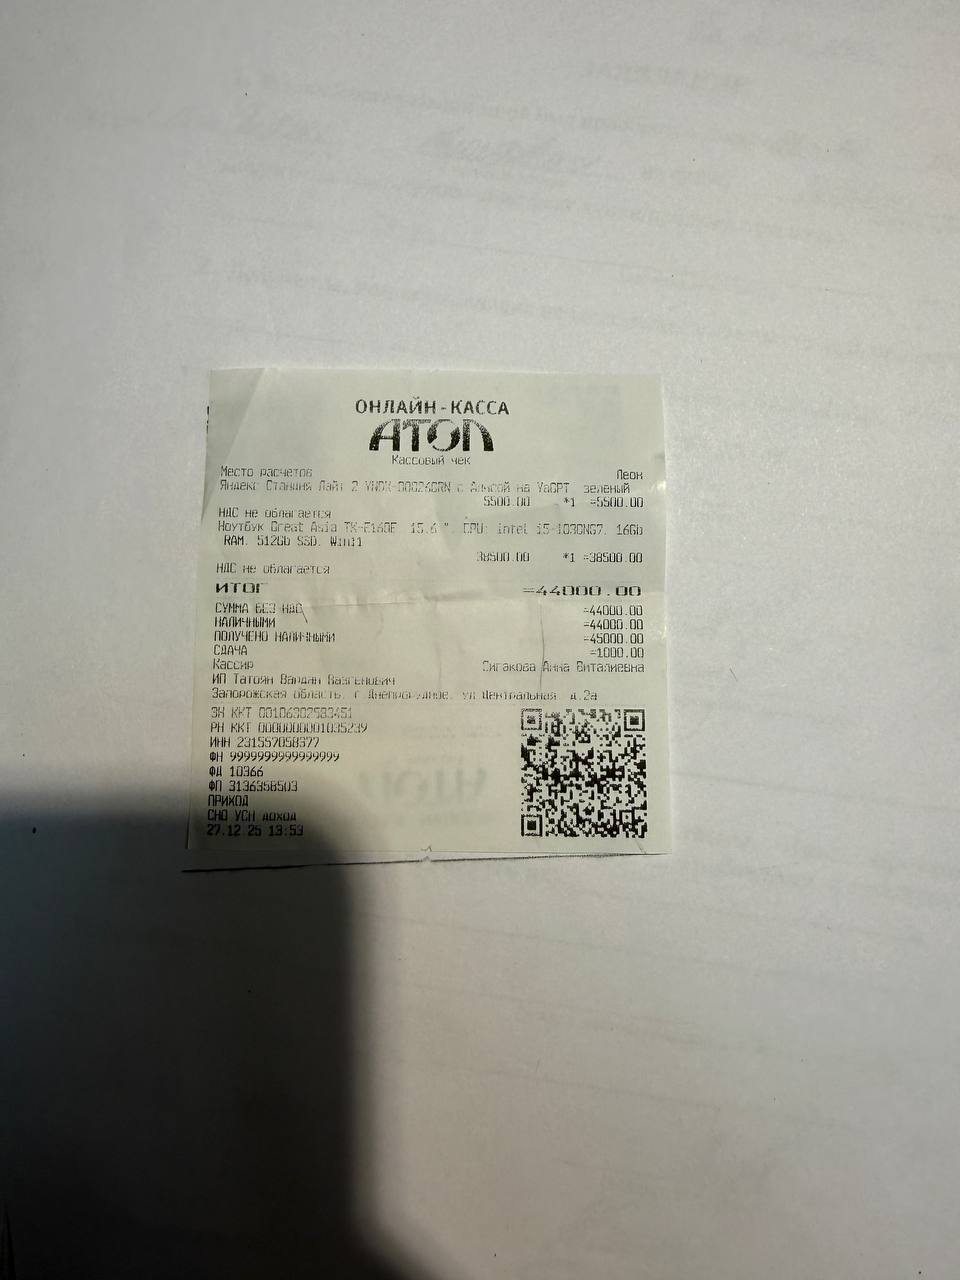 ОНЛАЙН-КАССА
АТОЛ
Кассовый чек
Место расчетов Леон
Яндекс Станция Лайт 2 YNDX-00026GRN с Алисой на YaGPT зеленый
5500.00 *1 =5500.00
НДС не облагается
Ноутбук Great Asia TX-F160F 15.6 ". CPU: intel i5-1030NG7. 16Gb
RAM. 512Gb SSD. Win11
38500.00 *1 =38500.00
НДС не облагается
ИТОГ =44000.00
СУММА БЕЗ НДС =44000.00
НАЛИЧНЫМИ =44000.00
ПОЛУЧЕНО НАЛИЧНЫМИ =45000.00
СДАЧА =1000.00
Кассир Сигакова Анна Виталиевна
ИП Татоян Вардан Вазгенович
Запорожская область. г Днепрорудное. ул Центральная д.2а
ЗН ККТ 00106302583451
РН ККТ 0000000001035239
ИНН 231557058377
ФН 9999999999999999
ФД 10366
ФП 3136358503
ПРИХОД
СНО УСН доход
27.12 25 13:53